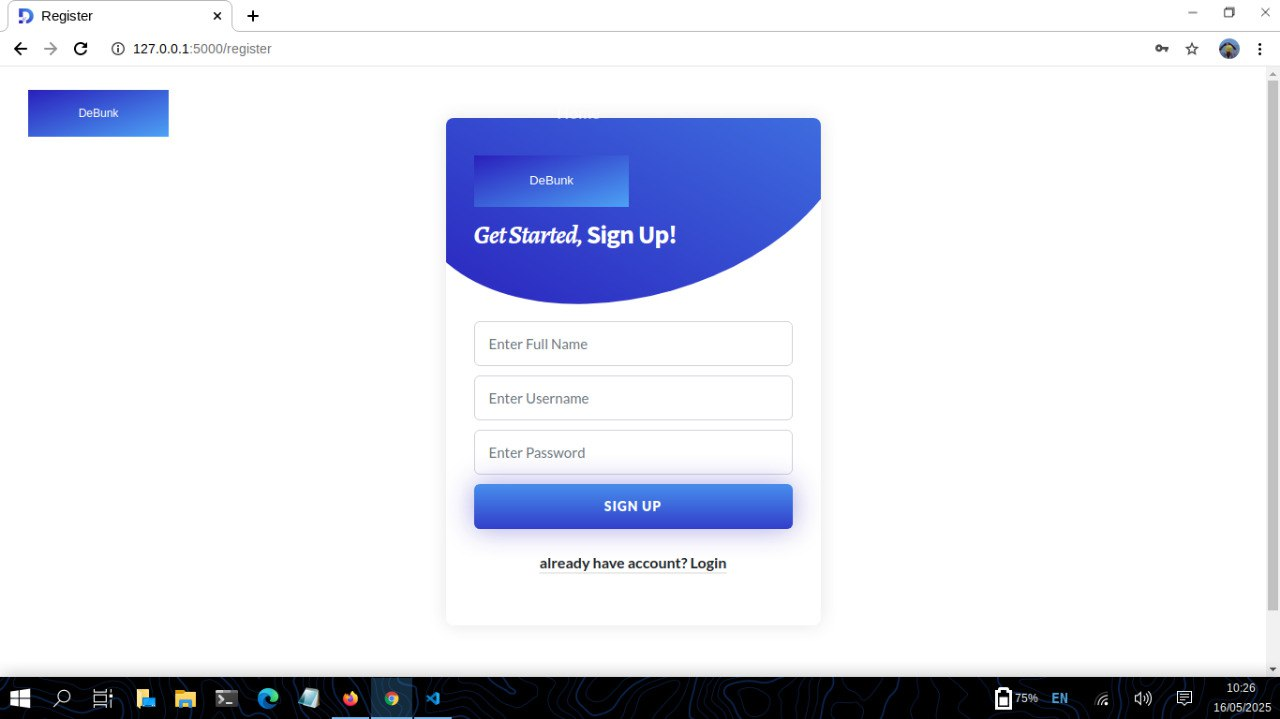 Register
127.0.0.1:5000/register
DeBunk
Home
DeBunk
Get Started, Sign Up!
Enter Full Name
Enter Username
Enter Password
SIGN UP
already have account? Login
75%
EN
10:26
16/05/2025